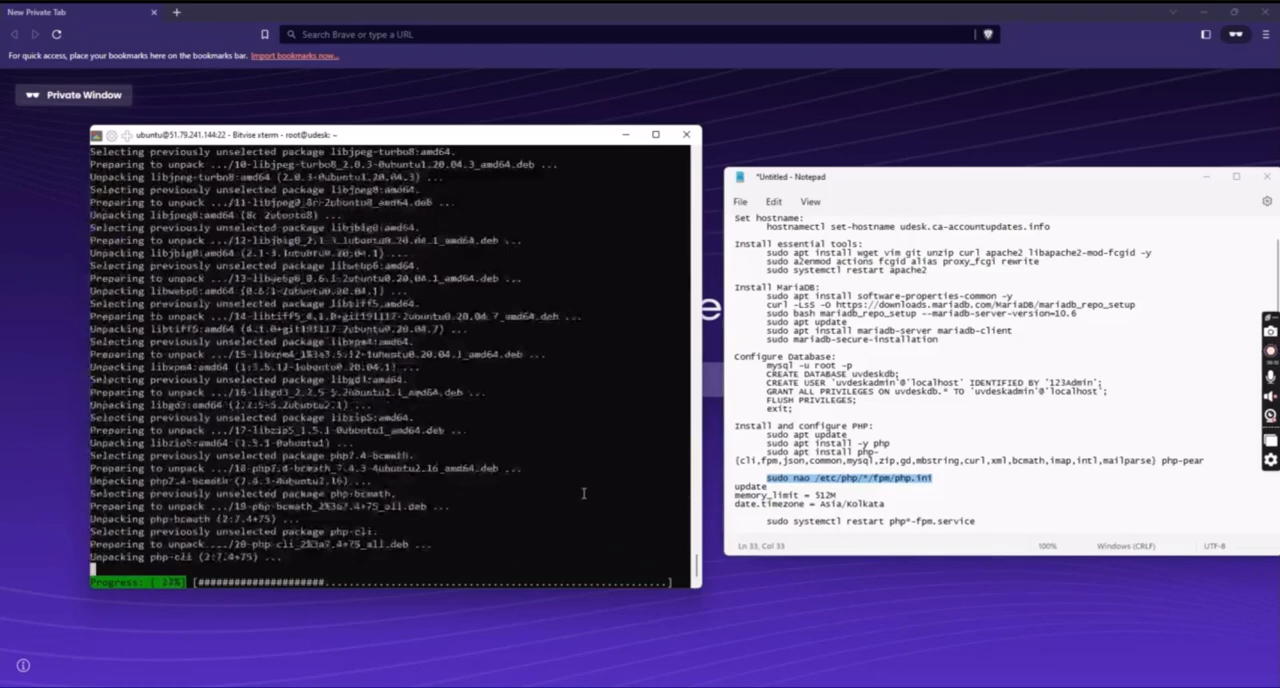 New Private Tab
Search Brave or type a URL
For quick access, place your bookmarks here on the bookmarks bar. Import bookmarks now...
Private Window
ubuntu@51.79.241.144:22 - Bitvise xterm - root@udesk: ~
Selecting previously unselected package libjpeg-turbo8:amd64.
Preparing to unpack .../10-libjpeg-turbo8_2.0.3-0ubuntu1.20.04.3_amd64.deb ...
Unpacking libjpeg-turbo8:amd64 (2.0.3-0ubuntu1.20.04.3) ...
Selecting previously unselected package libjpeg8:amd64.
Preparing to unpack .../11-libjpeg8_8c-2ubuntu8_amd64.deb ...
Unpacking libjpeg8:amd64 (8c-2ubuntu8) ...
Selecting previously unselected package libjbig0:amd64.
Preparing to unpack .../12-libjbig0_2.1-3.1ubuntu0.20.04.1_amd64.deb ...
Unpacking libjbig0:amd64 (2.1-3.1ubuntu0.20.04.1) ...
Selecting previously unselected package libwebp6:amd64.
Preparing to unpack .../13-libwebp6_0.6.1-2ubuntu0.20.04.1_amd64.deb ...
Unpacking libwebp6:amd64 (0.6.1-2ubuntu0.20.04.1) ...
Selecting previously unselected package libtiff5:amd64.
Preparing to unpack .../14-libtiff5_4.1.0+git191117-2ubuntu0.20.04.7_amd64.deb ...
Unpacking libtiff5:amd64 (4.1.0+git191117-2ubuntu0.20.04.7) ...
Selecting previously unselected package libxpm4:amd64.
Preparing to unpack .../15-libxpm4_1%3a3.5.12-1ubuntu0.20.04.1_amd64.deb ...
Unpacking libxpm4:amd64 (1:3.5.12-1ubuntu0.20.04.1) ...
Selecting previously unselected package libgd3:amd64.
Preparing to unpack .../16-libgd3_2.2.5-5.2ubuntu2.1_amd64.deb ...
Unpacking libgd3:amd64 (2.2.5-5.2ubuntu2.1) ...
Selecting previously unselected package libzip5:amd64.
Preparing to unpack .../17-libzip5_1.5.1-0ubuntu1_amd64.deb ...
Unpacking libzip5:amd64 (1.5.1-0ubuntu1) ...
Selecting previously unselected package php7.4-bcmath.
Preparing to unpack .../18-php7.4-bcmath_7.4.3-4ubuntu2.16_amd64.deb ...
Unpacking php7.4-bcmath (7.4.3-4ubuntu2.16) ...
Selecting previously unselected package php-bcmath.
Preparing to unpack .../19-php-bcmath_2%3a7.4+75_all.deb ...
Unpacking php-bcmath (2:7.4+75) ...
Selecting previously unselected package php-cli.
Preparing to unpack .../20-php-cli_2%3a7.4+75_all.deb ...
Unpacking php-cli (2:7.4+75) ...
Progress: [ 23%] [#####################.......................................................]
*Untitled - Notepad
File Edit View
Set hostname:
hostnamectl set-hostname udesk.ca-accountupdates.info
Install essential tools:
sudo apt install wget vim git unzip curl apache2 libapache2-mod-fcgid -y
sudo a2enmod actions fcgid alias proxy_fcgi rewrite
sudo systemctl restart apache2
Install MariaDB:
sudo apt install software-properties-common -y
curl -LsS -O https://downloads.mariadb.com/MariaDB/mariadb_repo_setup
sudo bash mariadb_repo_setup --mariadb-server-version=10.6
sudo apt update
sudo apt install mariadb-server mariadb-client
sudo mariadb-secure-installation
Configure Database:
mysql -u root -p
CREATE DATABASE uvdeskdb;
CREATE USER 'uvdeskadmin'@'localhost' IDENTIFIED BY '123Admin';
GRANT ALL PRIVILEGES ON uvdeskdb.* TO 'uvdeskadmin'@'localhost';
FLUSH PRIVILEGES;
exit;
Install and configure PHP:
sudo apt update
sudo apt install -y php
sudo apt install php-
{cli,fpm,json,common,mysql,zip,gd,mbstring,curl,xml,bcmath,imap,intl,mailparse} php-pear
sudo nao /etc/php/*/fpm/php.ini
update
memory_limit = 512M
date.timezone = Asia/Kolkata
sudo systemctl restart php*-fpm.service
Ln 33, Col 33 100% Windows (CRLF) UTF-8